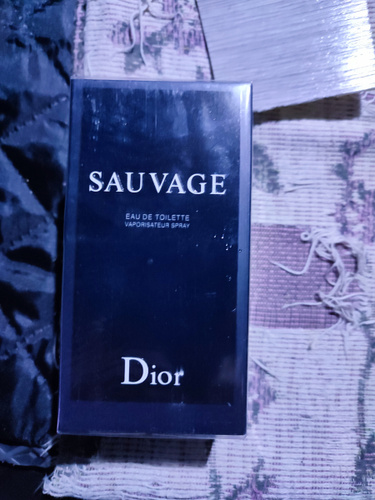 SAUVAGE
EAU DE TOILETTE
VAPORISATEUR SPRAY
Dior